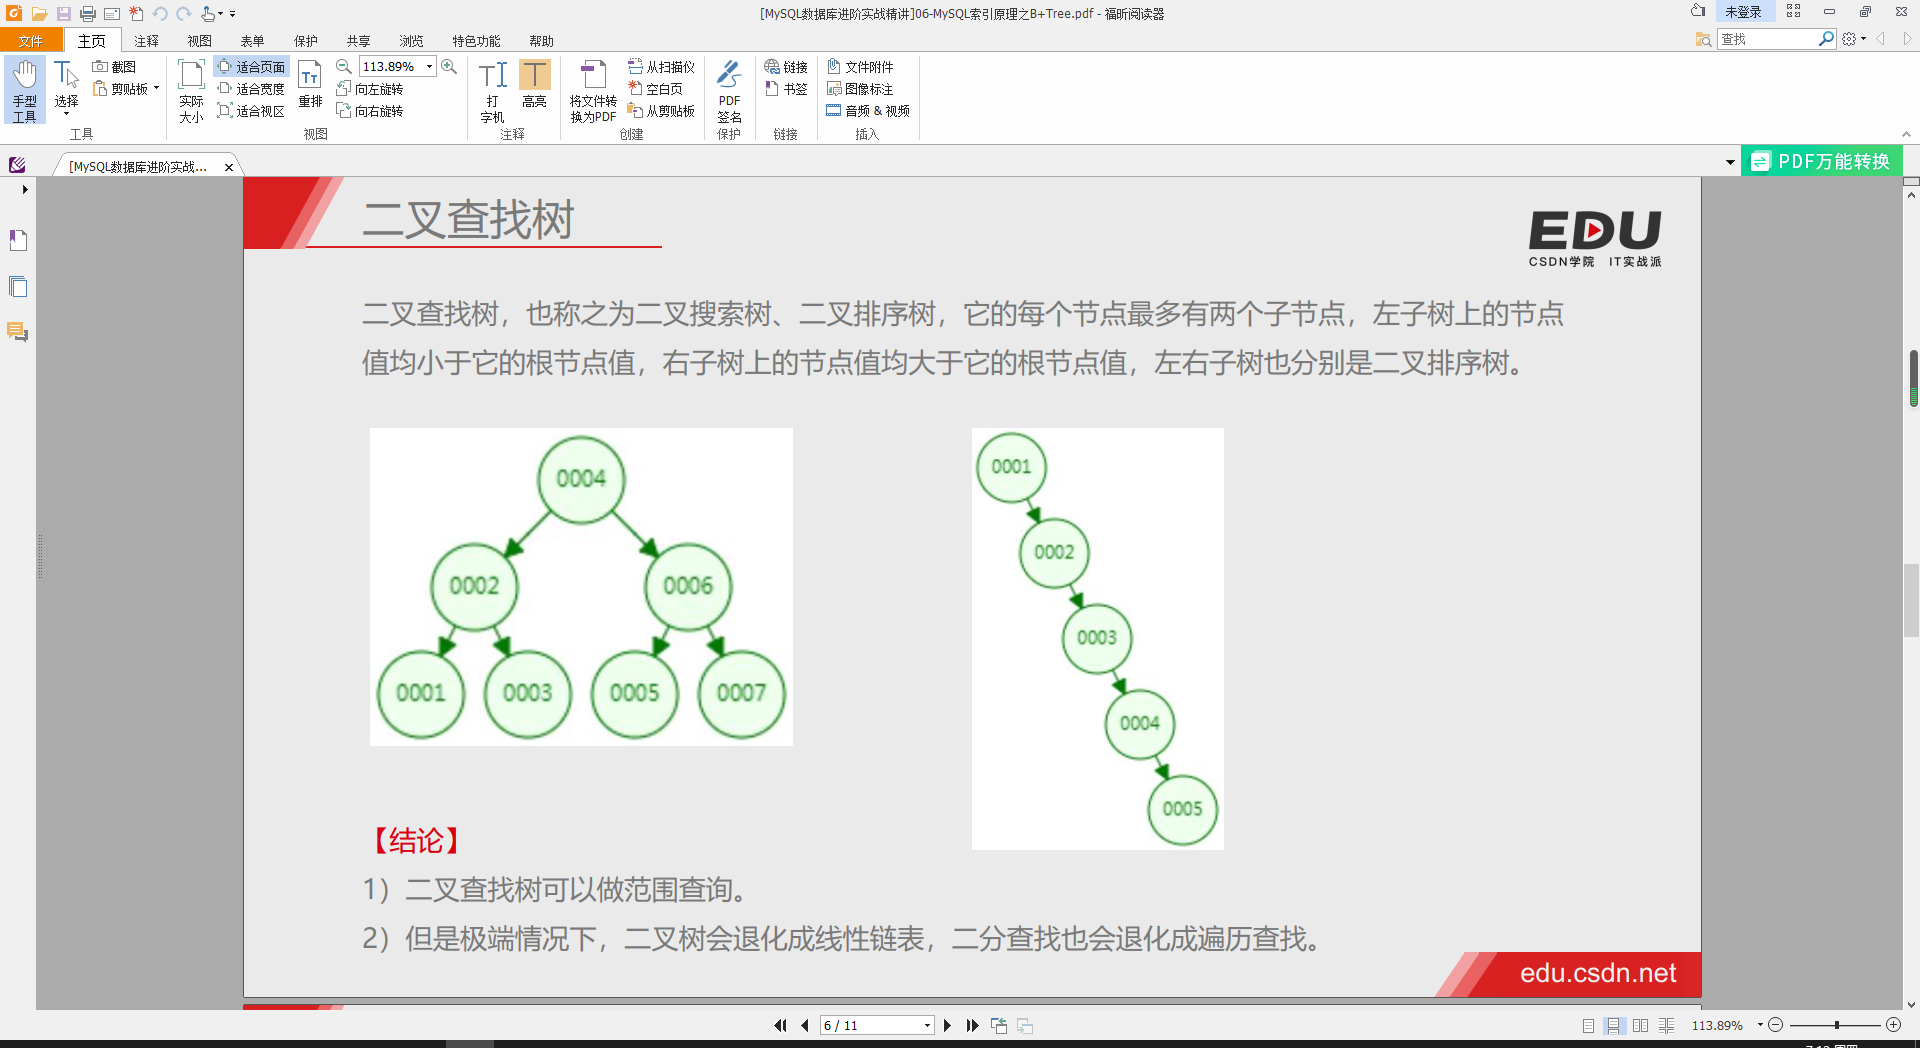 [MySQL数据库进阶实战精讲]06-MySQL索引原理之B+Tree.pdf - 福昕阅读器
未登录
文件 主页 注释 视图 表单 保护 共享 浏览 特色功能 帮助
查找
手型
工具
选择
截图
剪贴板
工具
实际
大小
适合页面
适合宽度
适合视区
重排
113.89%
向左旋转
向右旋转
视图
打
字机
高亮
注释
将文件转
换为PDF
从扫描仪
空白页
从剪贴板
创建
PDF
签名
保护
链接
书签
链接
文件附件
图像标注
音频 & 视频
插入
[MySQL数据库进阶实战...
PDF万能转换
二叉查找树
EDU
CSDN学院 IT实战派
二叉查找树，也称之为二叉搜索树、二叉排序树，它的每个节点最多有两个子节点，左子树上的节点
值均小于它的根节点值，右子树上的节点值均大于它的根节点值，左右子树也分别是二叉排序树。
0004
0002 0006
0001 0003 0005 0007
0001
0002
0003
0004
0005
【结论】
1）二叉查找树可以做范围查询。
2）但是极端情况下，二叉树会退化成线性链表，二分查找也会退化成遍历查找。
edu.csdn.net
6 / 11
113.89%